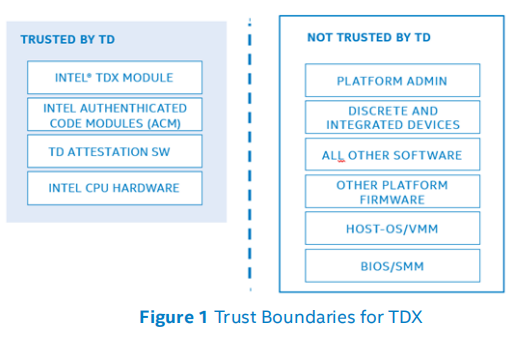 TRUSTED BY TD
INTEL® TDX MODULE
INTEL AUTHENTHICATED
CODE MODULES (ACM)
TD ATTESTATION SW
INTEL CPU HARDWARE
NOT TRUSTED BY TD
PLATFORM ADMIN
DISCRETE AND
INTEGRATED DEVICES
ALL OTHER SOFTWARE
OTHER PLATFORM
FIRMWARE
HOST-OS/VMM
BIOS/SMM
Figure 1 Trust Boundaries for TDX